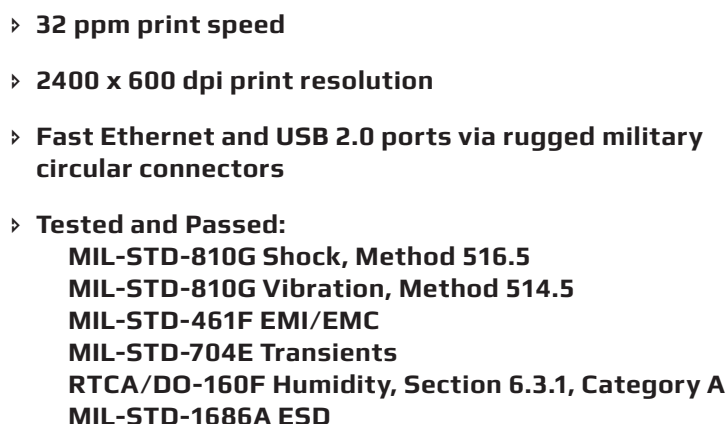 ▹ 32 ppm print speed
▹ 2400 x 600 dpi print resolution
▹ Fast Ethernet and USB 2.0 ports via rugged military
circular connectors
▹ Tested and Passed:
MIL-STD-810G Shock, Method 516.5
MIL-STD-810G Vibration, Method 514.5
MIL-STD-461F EMI/EMC
MIL-STD-704E Transients
RTCA/DO-160F Humidity, Section 6.3.1, Category A
MIL-STD-1686A ESD